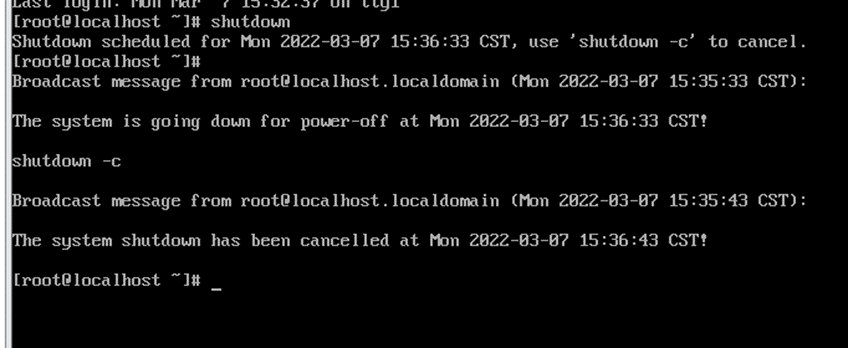 Last login: Mon Mar  7 15:32:37 on tty1
[root@localhost ~]# shutdown
Shutdown scheduled for Mon 2022-03-07 15:36:33 CST, use 'shutdown -c' to cancel.
[root@localhost ~]#
Broadcast message from root@localhost.localdomain (Mon 2022-03-07 15:35:33 CST):
The system is going down for power-off at Mon 2022-03-07 15:36:33 CST!
shutdown -c
Broadcast message from root@localhost.localdomain (Mon 2022-03-07 15:35:43 CST):
The system shutdown has been cancelled at Mon 2022-03-07 15:36:43 CST!
[root@localhost ~]# _